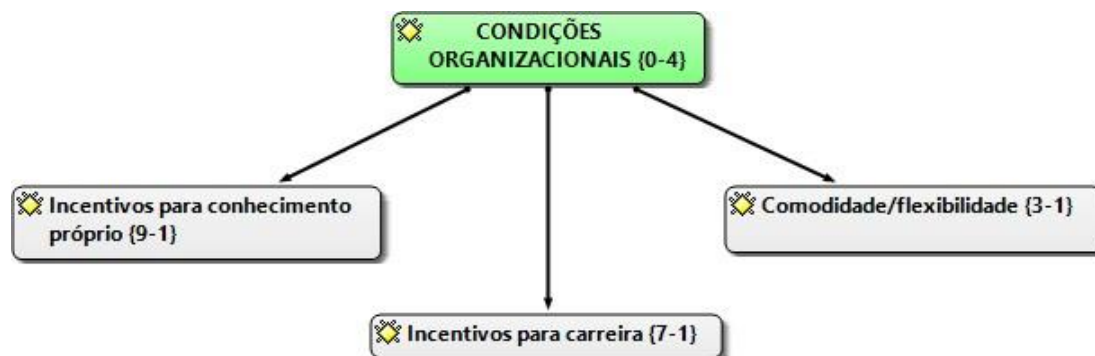 CONDIÇÕES
ORGANIZACIONAIS {0-4}
Incentivos para conhecimento
próprio {9-1}
Comodidade/flexibilidade {3-1}
Incentivos para carreira {7-1}